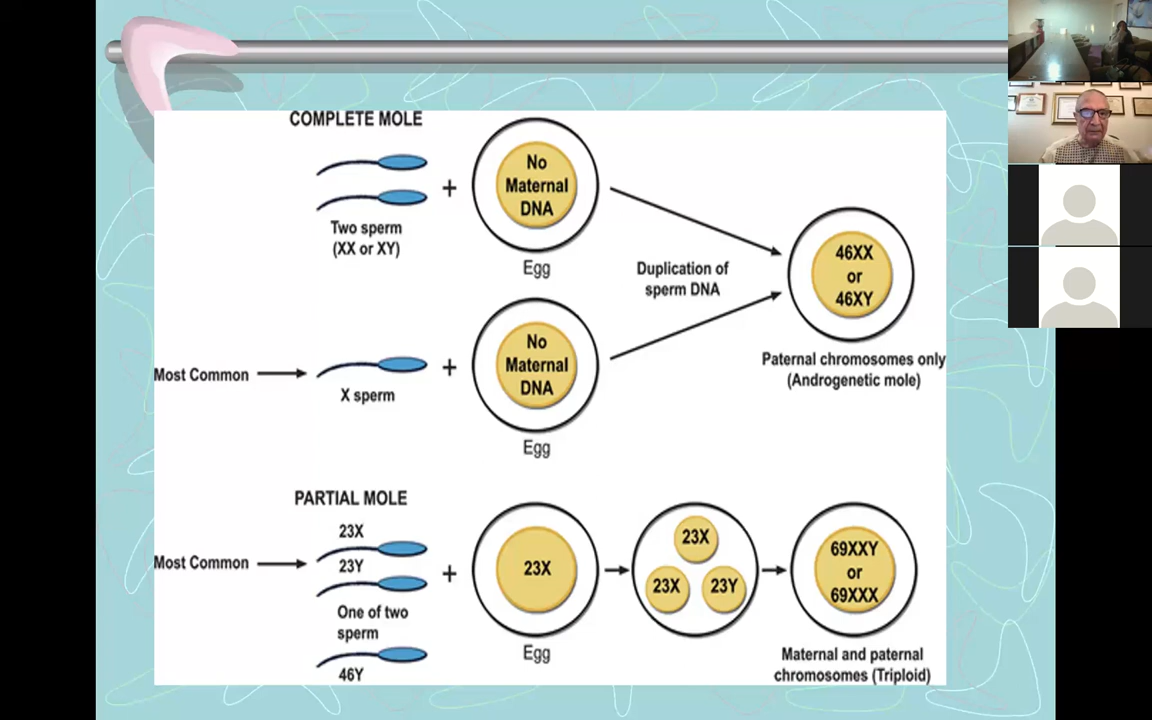 COMPLETE MOLE
Two sperm
(XX or XY)
+
No
Maternal
DNA
Egg
Duplication of
sperm DNA
46XX
or
46XY
Paternal chromosomes only
(Androgenetic mole)
Most Common
X sperm
+
No
Maternal
DNA
Egg
PARTIAL MOLE
Most Common
23X
23Y
One of two
sperm
46Y
+
23X
Egg
23X
23X
23Y
69XXY
or
69XXX
Maternal and paternal
chromosomes (Triploid)